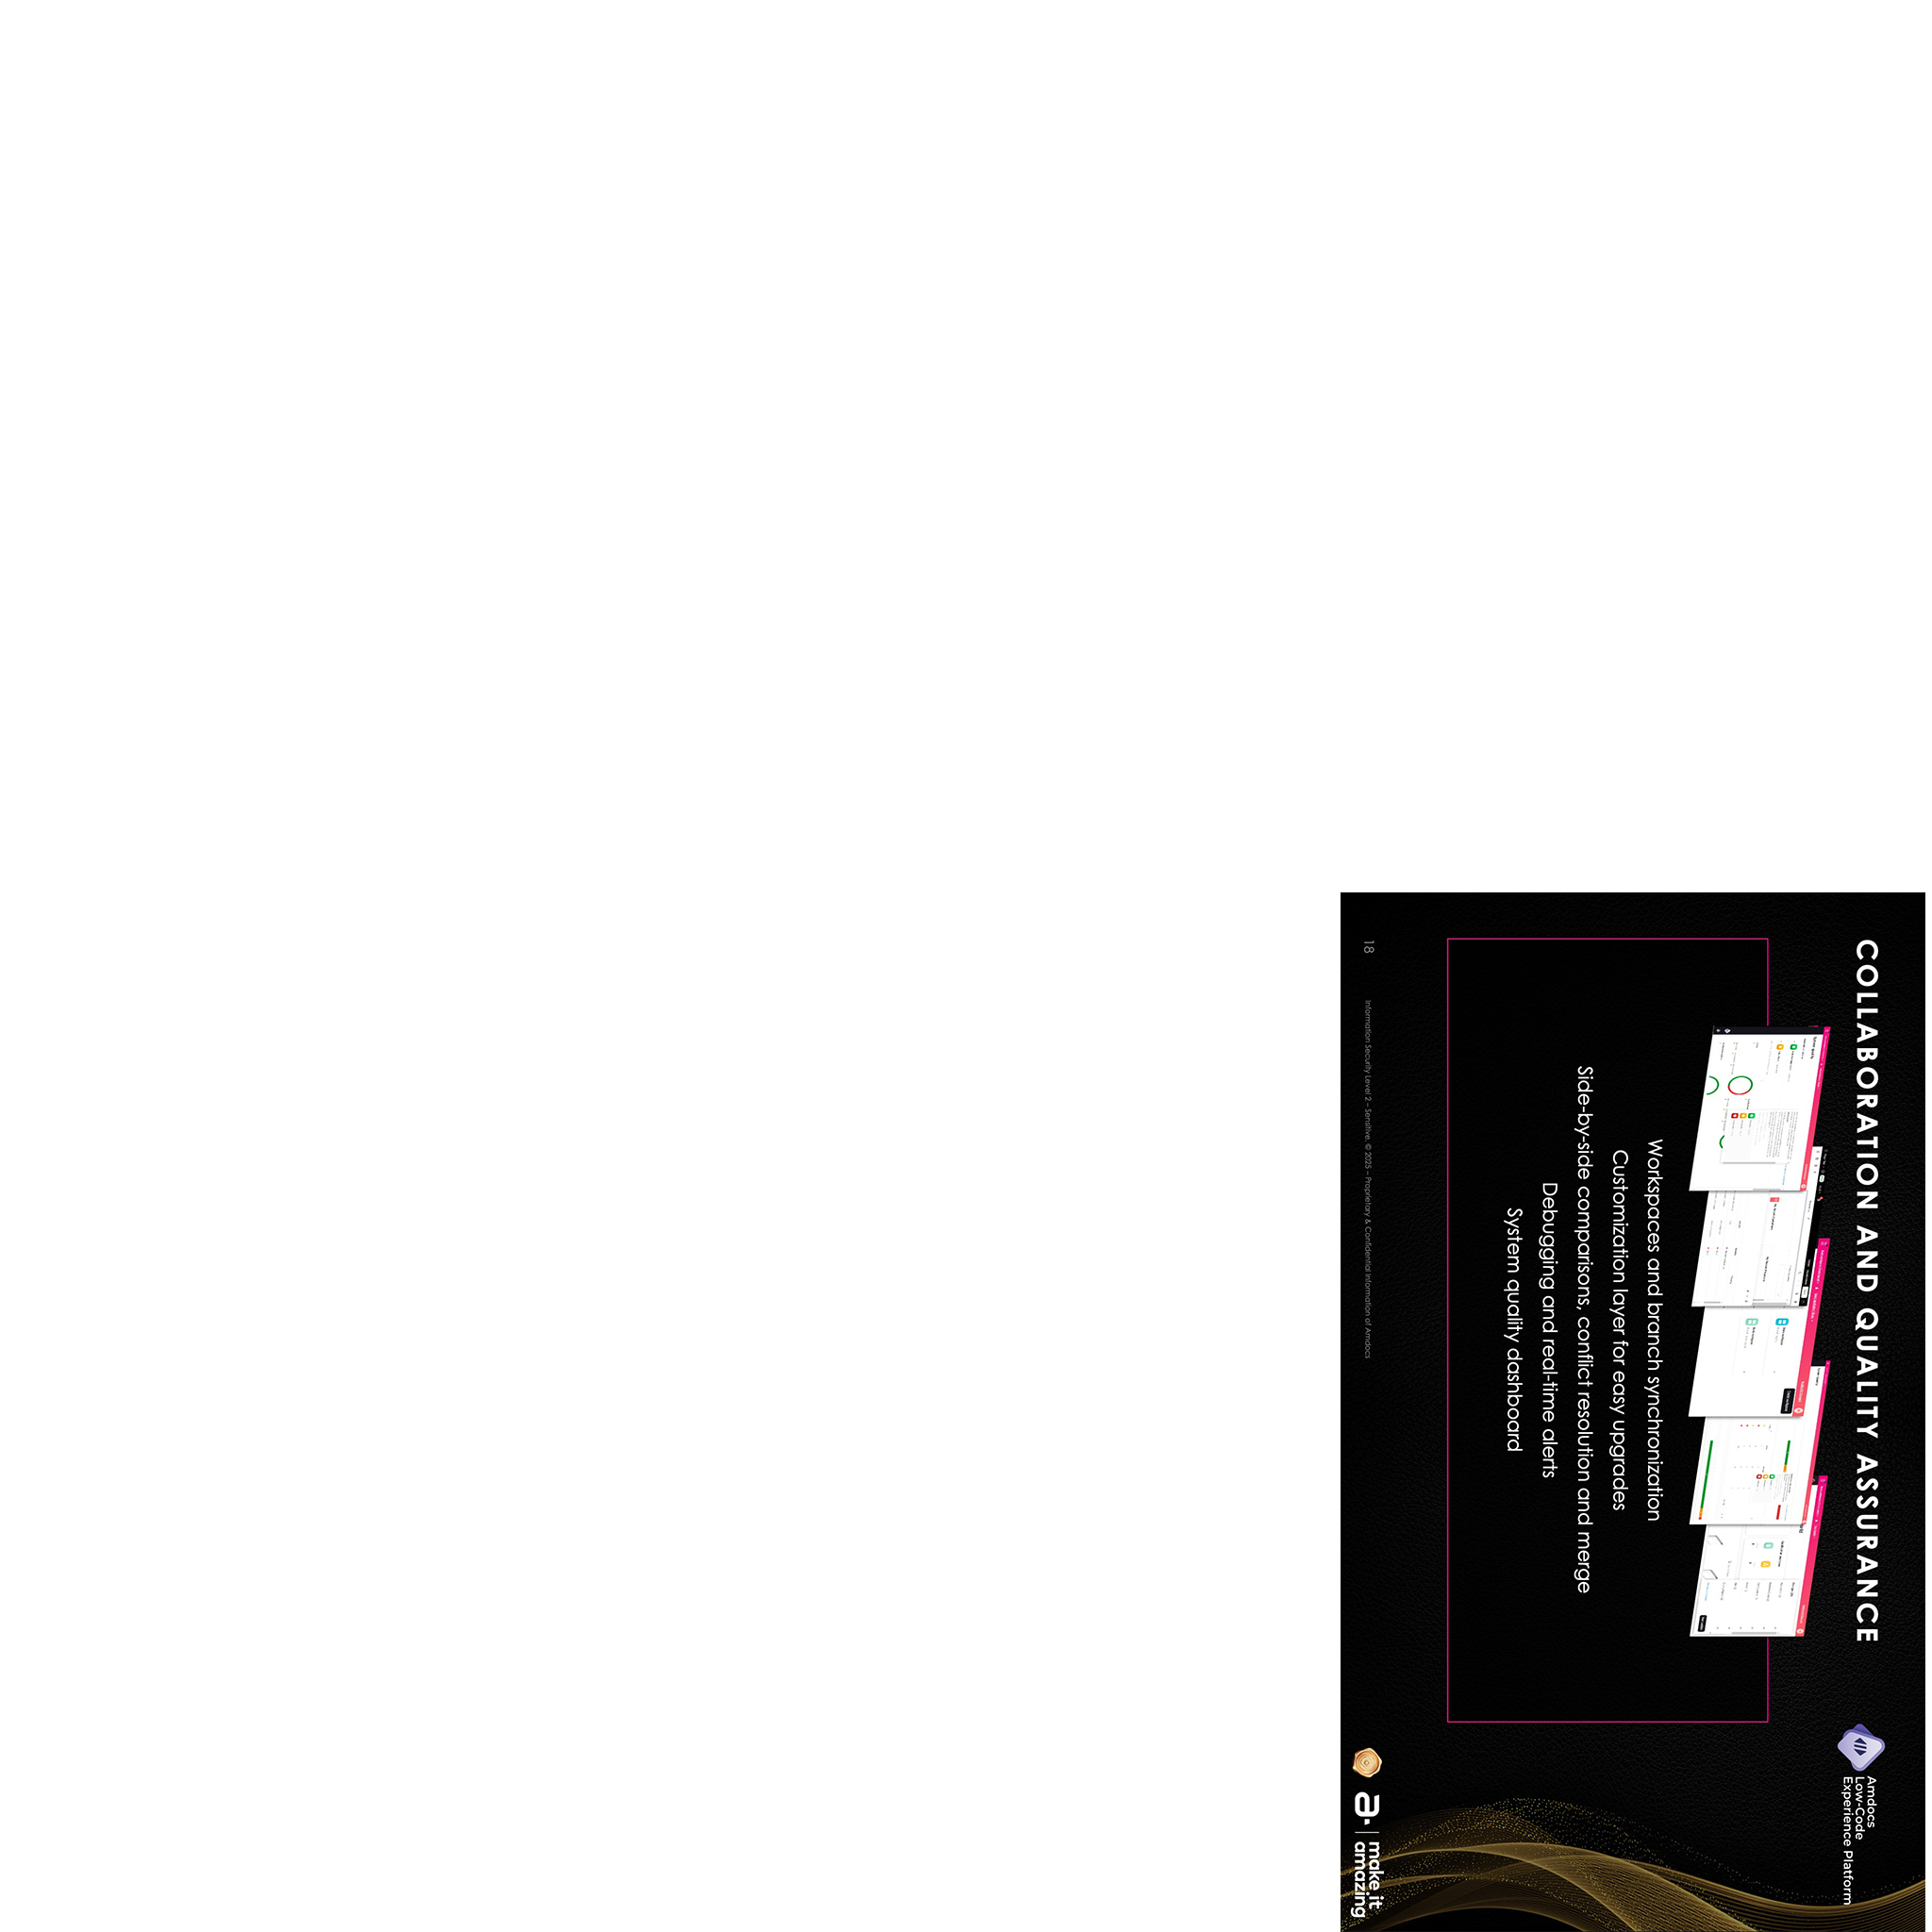 COLLABORATION AND QUALITY ASSURANCE
Amdocs
Low-Code
Experience Platform
Workspaces and branch synchronization
Customization layer for easy upgrades
Side-by-side comparisons, conflict resolution and merge
Debugging and real-time alerts
System quality dashboard
18
Information Security Level 2 – Sensitive. © 2025 – Proprietary & Confidential Information of Amdocs
a.
make it
amazing